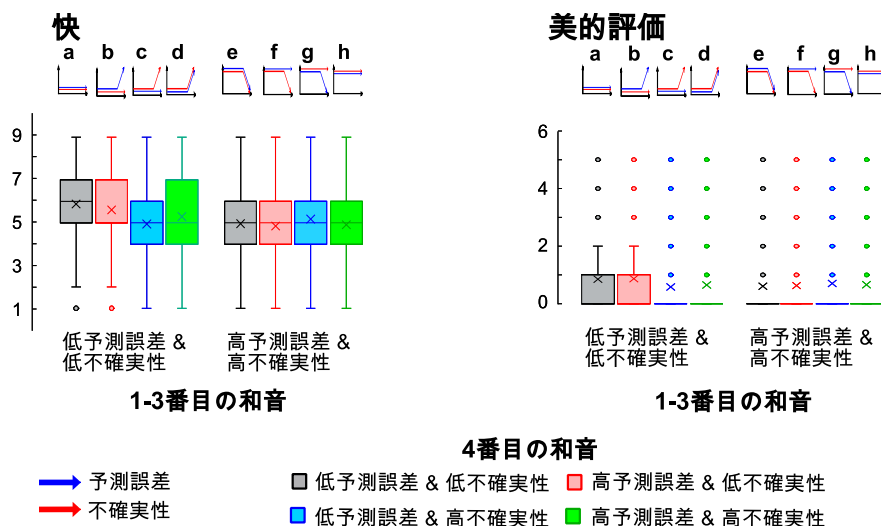 快
a b c d e f g h
9
7
5
3
1
低予測誤差 &
低不確実性
高予測誤差 &
高不確実性
1-3番目の和音
美的評価
a b c d e f g h
6
4
2
0
低予測誤差 &
低不確実性
高予測誤差 &
高不確実性
1-3番目の和音
4番目の和音
予測誤差
不確実性
低予測誤差 & 低不確実性
高予測誤差 & 低不確実性
低予測誤差 & 高不確実性
高予測誤差 & 高不確実性